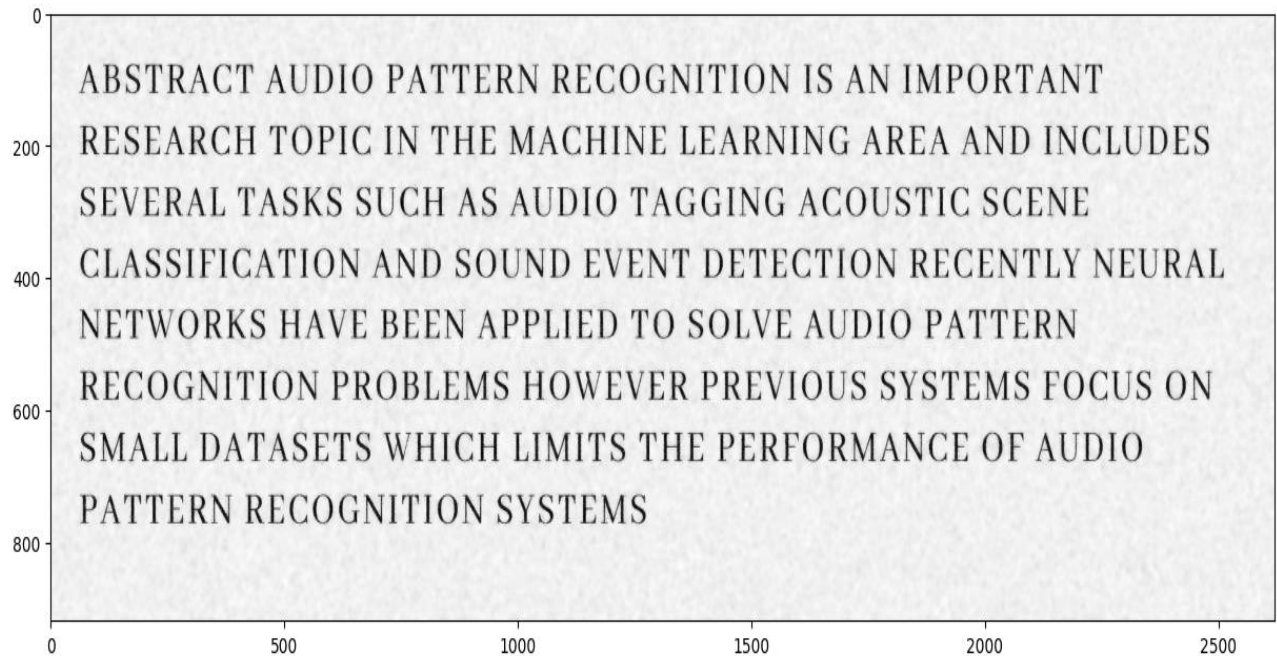 0
200
400
600
800
ABSTRACT AUDIO PATTERN RECOGNITION IS AN IMPORTANT
RESEARCH TOPIC IN THE MACHINE LEARNING AREA AND INCLUDES
SEVERAL TASKS SUCH AS AUDIO TAGGING ACOUSTIC SCENE
CLASSIFICATION AND SOUND EVENT DETECTION RECENTLY NEURAL
NETWORKS HAVE BEEN APPLIED TO SOLVE AUDIO PATTERN
RECOGNITION PROBLEMS HOWEVER PREVIOUS SYSTEMS FOCUS ON
SMALL DATASETS WHICH LIMITS THE PERFORMANCE OF AUDIO
PATTERN RECOGNITION SYSTEMS
0 500 1000 1500 2000 2500